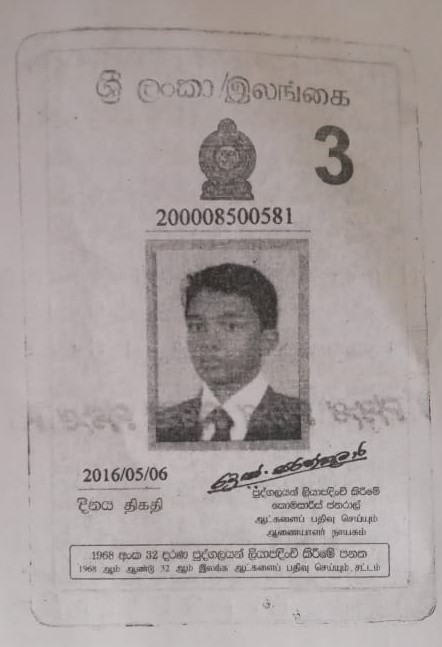 ශ්‍රී ලංකා/இலங்கை
3
200008500581
2016/05/06
දිනය திகதி
පුද්ගලයන් ලියාපදිංචි කිරීමේ
කොමසාරිස් ජනරාල්
ஆட்களைப் பதிவு செய்யும்
ஆணையாளர் நாயகம்
1968 අංක 32 දරණ පුද්ගලයන් ලියාපදිංචි කිරීමේ පනත
1968 ஆம் ஆண்டு 32 ஆம் இலக்க ஆட்களைப் பதிவு செய்யும் சட்டம்